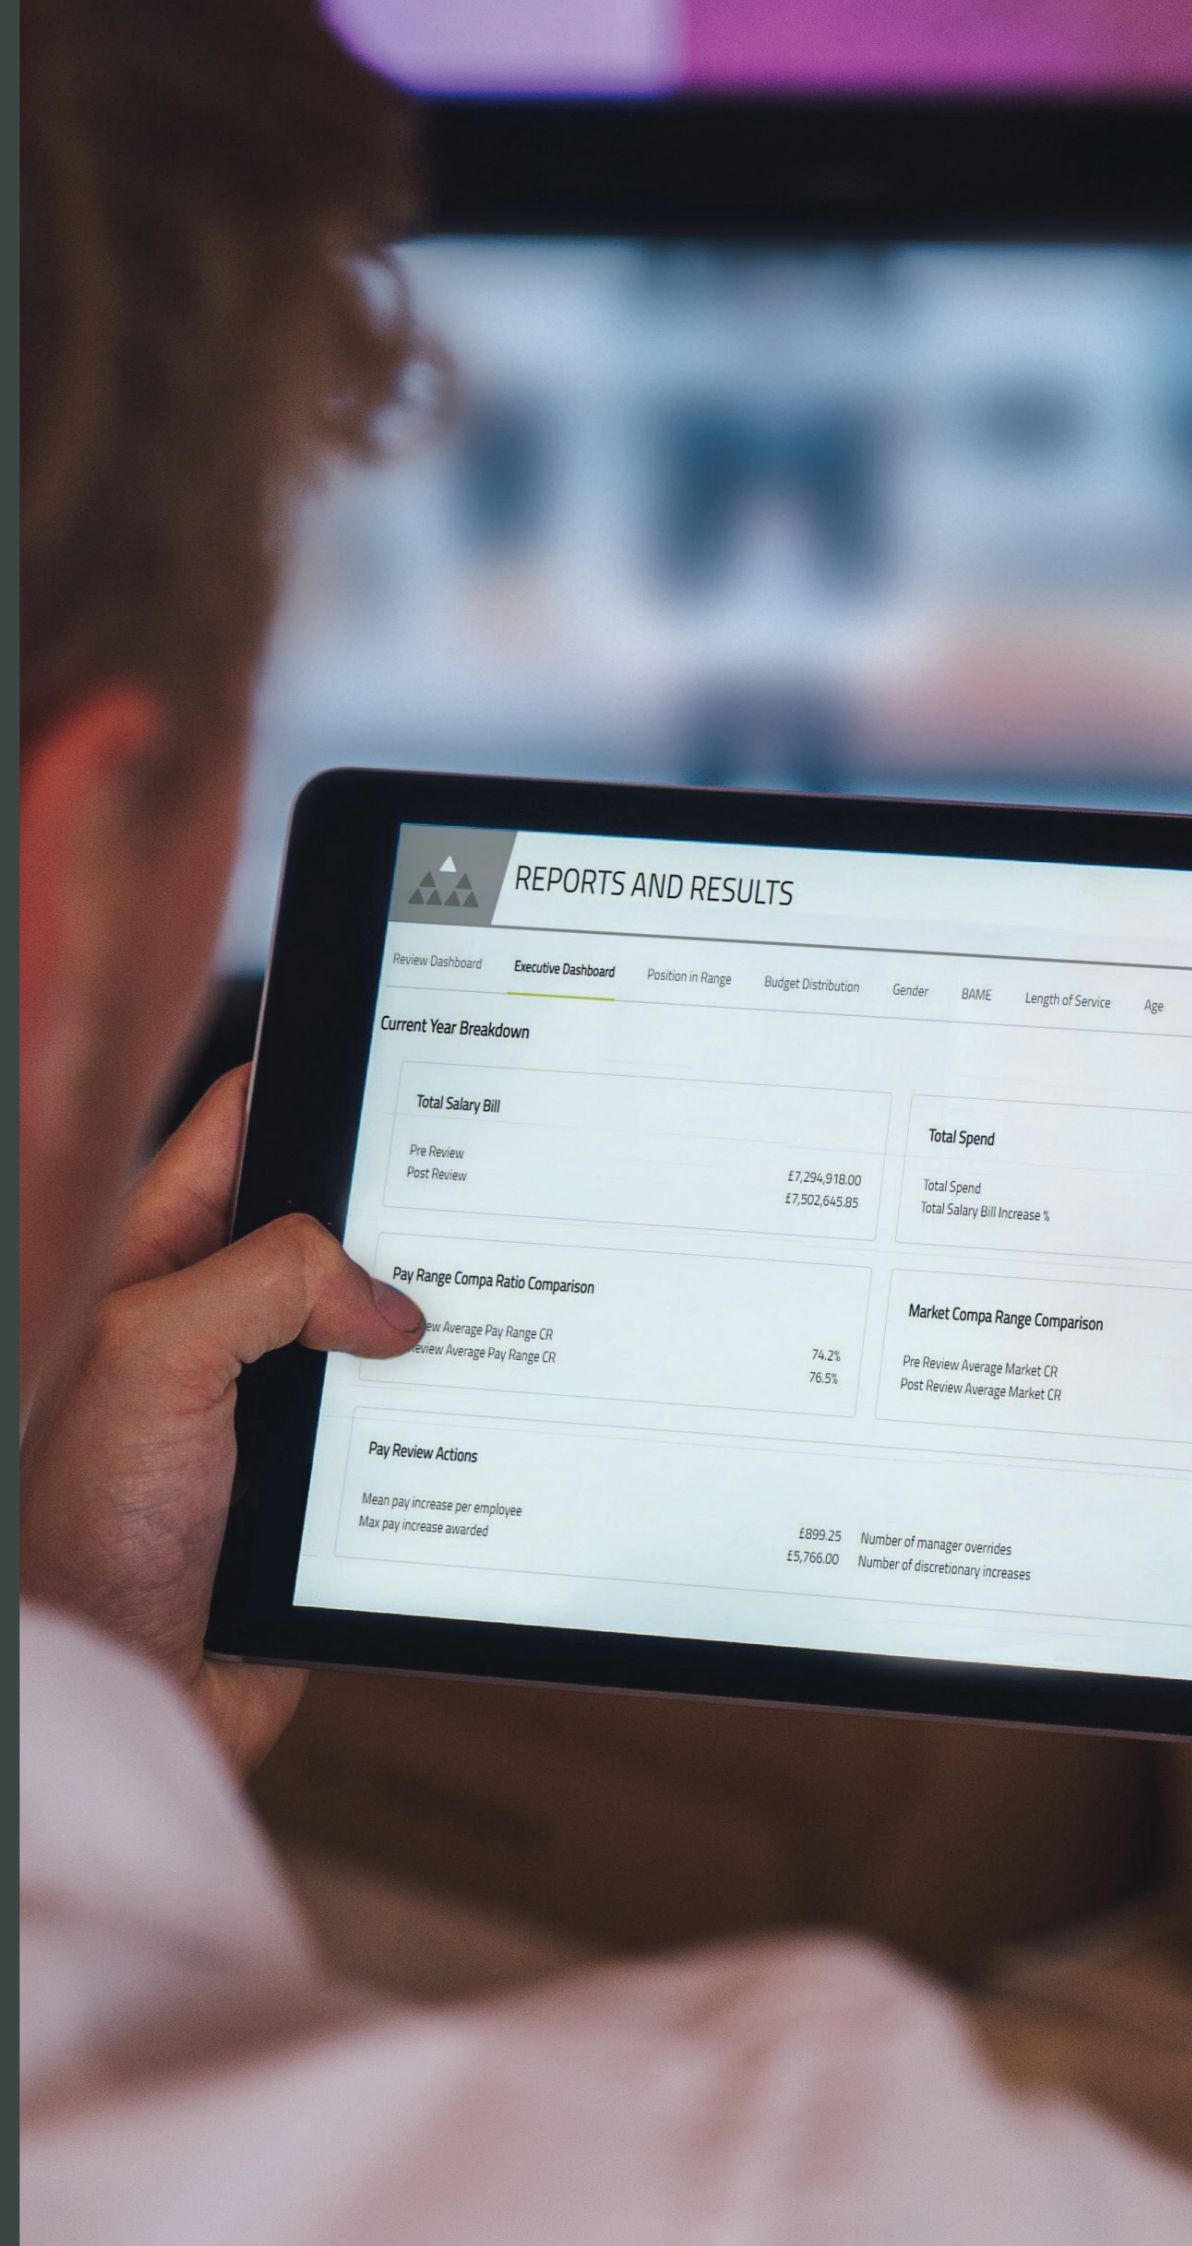 REPORTS AND RESULTS
Review Dashboard Executive Dashboard Position in Range Budget Distribution Gender BAME Length of Service Age
Current Year Breakdown
Total Salary Bill
Pre Review £7,294,918.00
Post Review £7,502,645.85
Total Spend
Total Spend
Total Salary Bill Increase %
Pay Range Compa Ratio Comparison
Average Pay Range CR 74.2%
Average Pay Range CR 76.5%
Market Compa Range Comparison
Pre Review Average Market CR
Post Review Average Market CR
Pay Review Actions
Mean pay increase per employee £899.25 Number of manager overrides
Max pay increase awarded £5,766.00 Number of discretionary increases